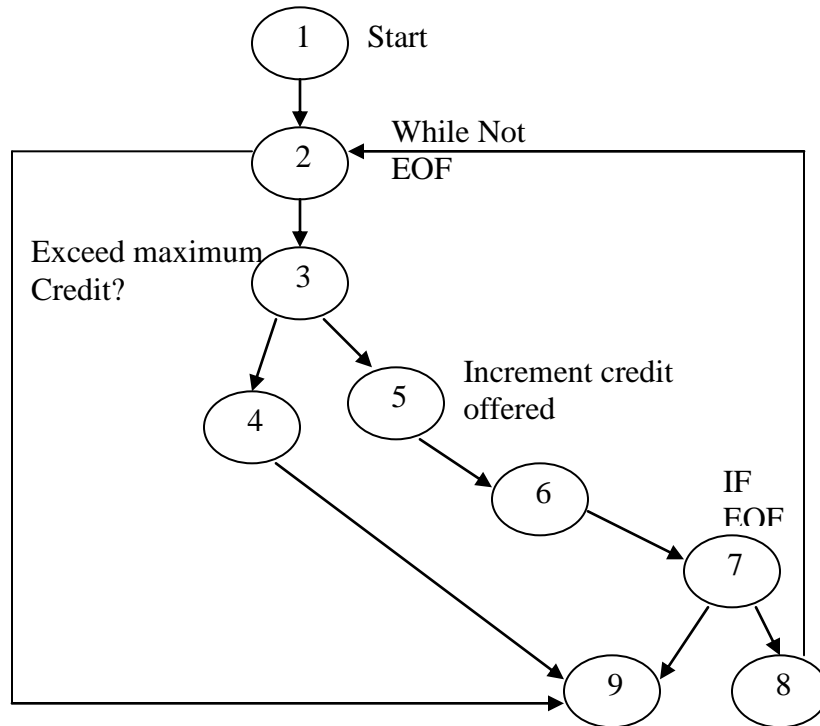 1 Start
While Not
2 EOF
Exceed maximum
3
Credit?
Increment credit
5 offered
4
6 IF
EOF
7
9 8